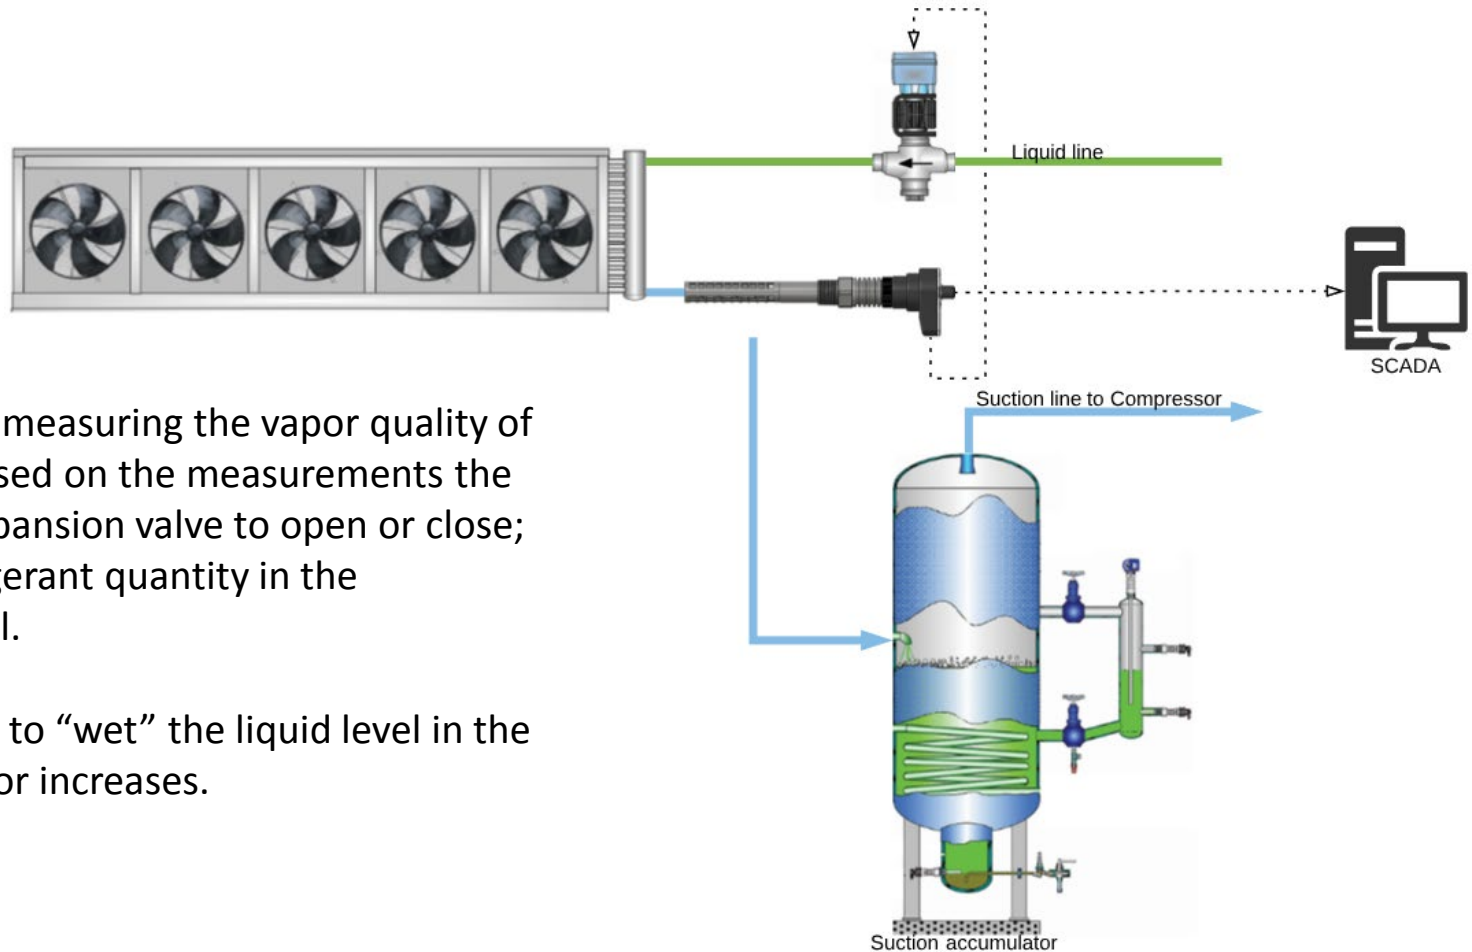 Liquid line
SCADA
Suction line to Compressor
measuring the vapor quality of
sed on the measurements the
pansion valve to open or close;
gerant quantity in the
l.
to “wet” the liquid level in the
or increases.
Suction accumulator